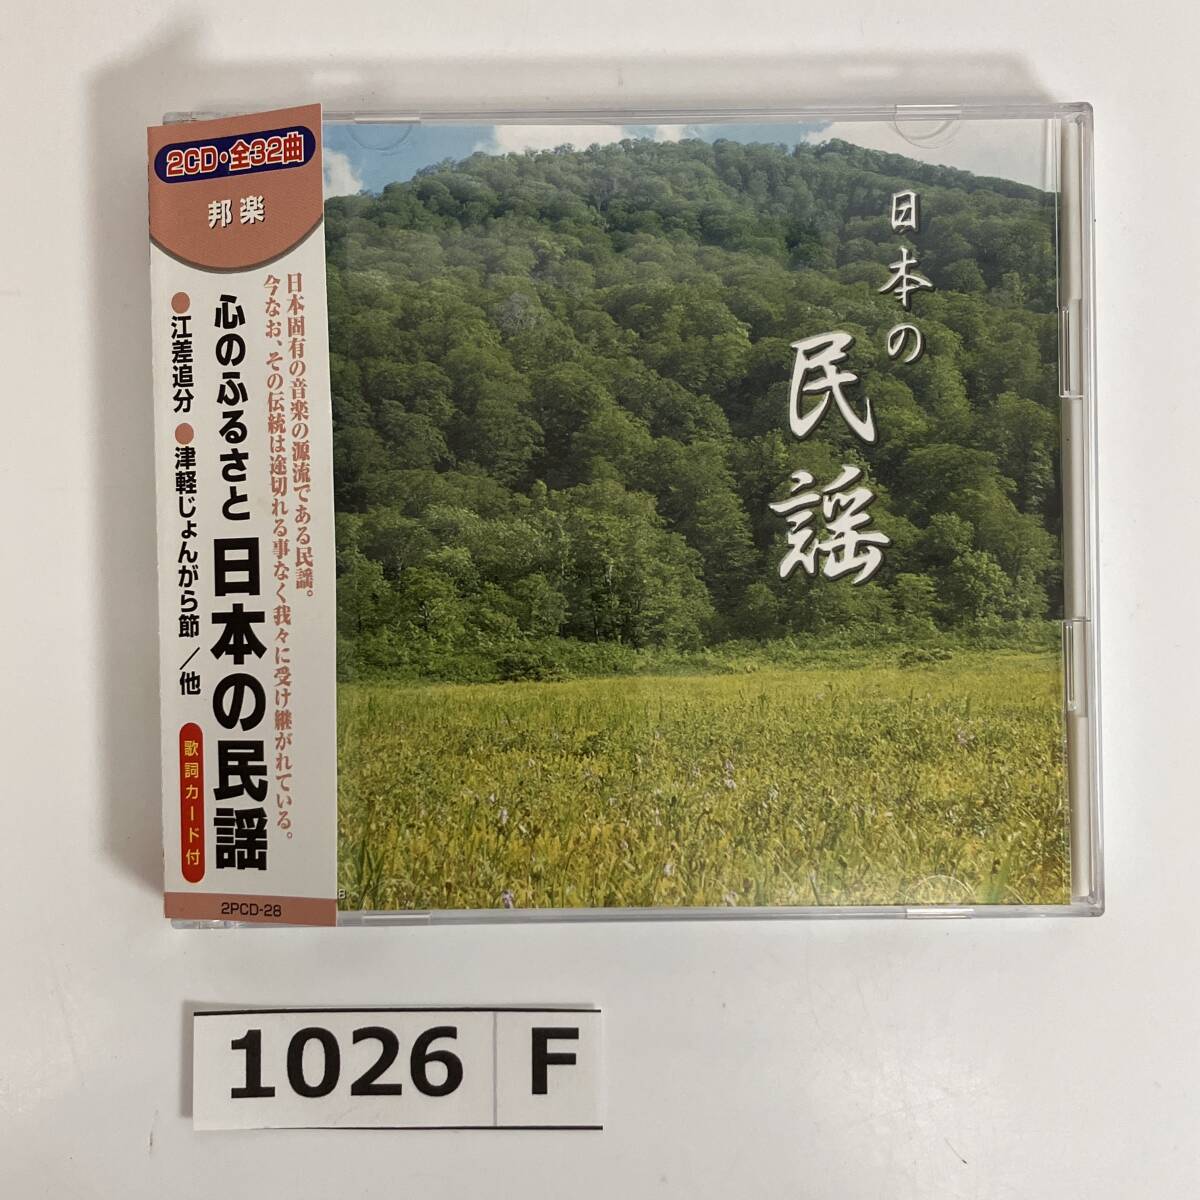 2CD・全32曲
邦楽
日本固有の音楽の源流である民謡。
今なお、その伝統は途切れる事なく我々に受け継がれている。
心のふるさと 日本の民謡
●江差追分 ●津軽じょんがら節／他
歌詞カード付
2PCD-28
日本の
民謡
1026 F